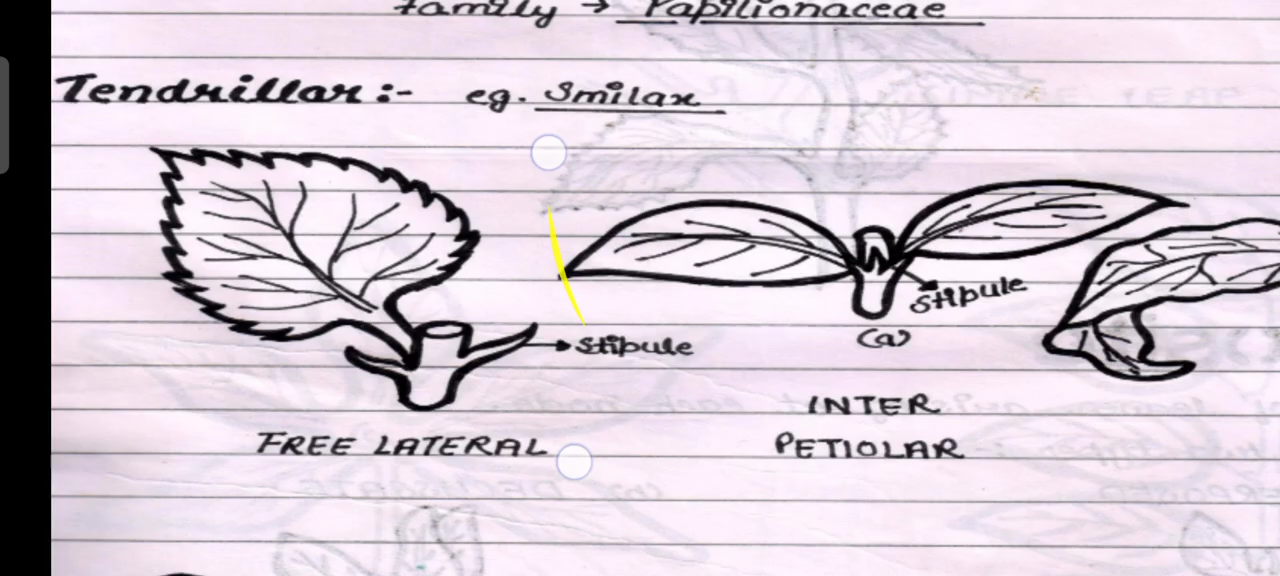 Family → Papilionaceae
Tendrillar :- eg. Smilax
Stipule
Stipule
(a)
FREE LATERAL
INTER
PETIOLAR